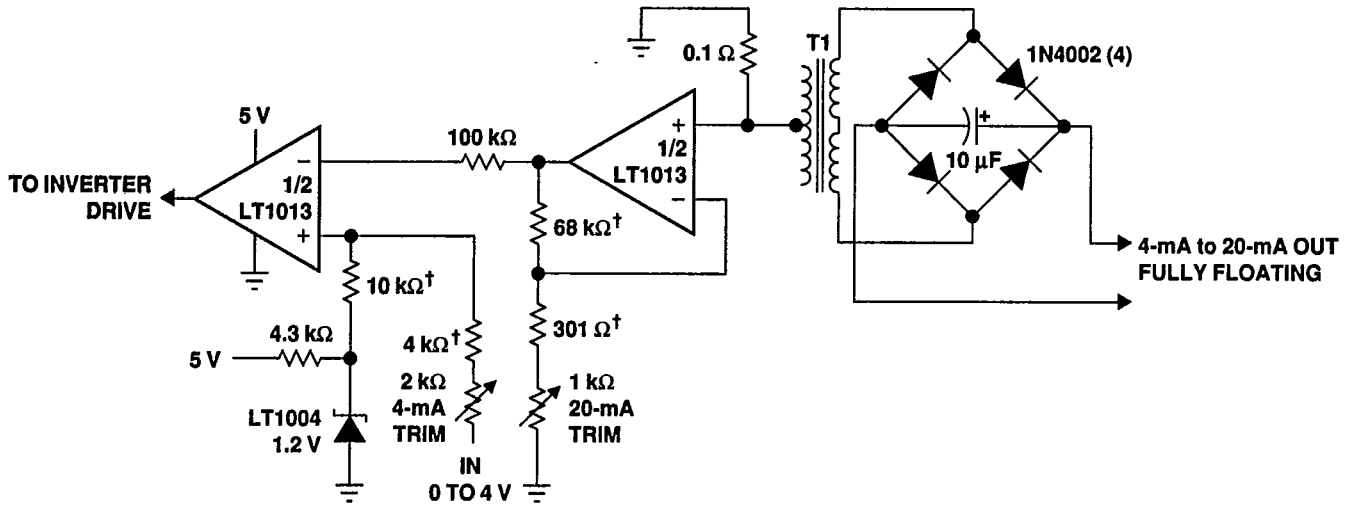 0.1 Ω
T1
1N4002 (4)
5 V
100 kΩ
+
1/2
LT1013
−
−
1/2
LT1013
+
TO INVERTER
DRIVE
68 kΩ†
+
10 μF
4-mA to 20-mA OUT
FULLY FLOATING
10 kΩ†
4.3 kΩ
5 V
4 kΩ†
301 Ω†
2 kΩ
4-mA
TRIM
1 kΩ
20-mA
TRIM
LT1004
1.2 V
IN
0 TO 4 V